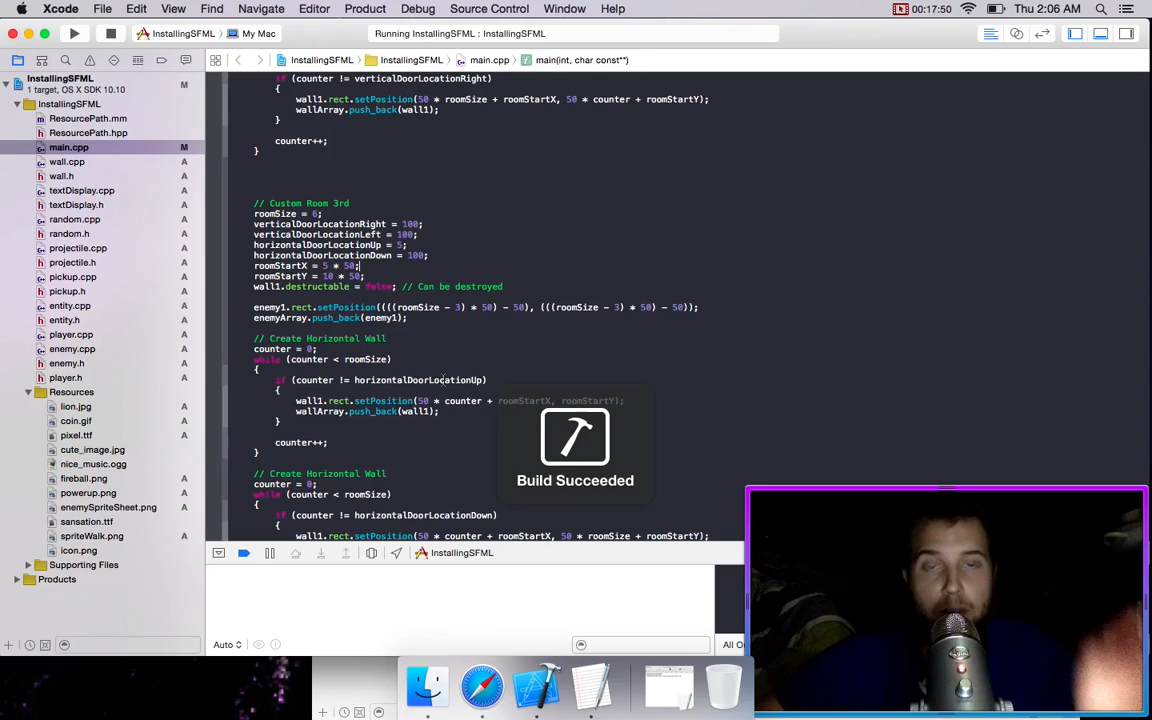 Xcode File Edit View Find Navigate Editor Product Debug Source Control Window Help
00:17:50 Thu 2:06 AM
InstallingSFML My Mac
Running InstallingSFML : InstallingSFML
InstallingSFML
1 target, OS X SDK 10.10
M
InstallingSFML
ResourcePath.mm
ResourcePath.hpp
main.cpp M
wall.cpp A
wall.h A
textDisplay.cpp A
textDisplay.h A
random.cpp A
random.h A
projectile.cpp A
projectile.h A
pickup.cpp A
pickup.h A
entity.cpp A
entity.h A
player.cpp A
enemy.cpp A
enemy.h A
player.h A
Resources
lion.jpg A
coin.gif A
pixel.ttf A
cute_image.jpg
nice_music.ogg
fireball.png A
powerup.png A
enemySpriteSheet.png A
sansation.ttf
spriteWalk.png A
icon.png
Supporting Files
Products
InstallingSFML InstallingSFML main.cpp main(int, char const**)
if (counter != verticalDoorLocationRight)
{
wall1.rect.setPosition(50 * roomSize + roomStartX, 50 * counter + roomStartY);
wallArray.push_back(wall1);
}
counter++;
}
// Custom Room 3rd
roomSize = 6;
verticalDoorLocationRight = 100;
verticalDoorLocationLeft = 100;
horizontalDoorLocationUp = 5;
horizontalDoorLocationDown = 100;
roomStartX = 5 * 50;
roomStartY = 10 * 50;
wall1.destructable = false; // Can be destroyed
enemy1.rect.setPosition((((roomSize - 3) * 50) - 50), (((roomSize - 3) * 50) - 50));
enemyArray.push_back(enemy1);
// Create Horizontal Wall
counter = 0;
while (counter < roomSize)
{
if (counter != horizontalDoorLocationUp)
{
wall1.rect.setPosition(50 * counter + roomStartX, roomStartY);
wallArray.push_back(wall1);
}
counter++;
}
// Create Horizontal Wall
counter = 0;
while (counter < roomSize)
{
if (counter != horizontalDoorLocationDown)
{
wall1.rect.setPosition(50 * counter + roomStartX, 50 * roomSize + roomStartY);
Build Succeeded
InstallingSFML
Auto
All O